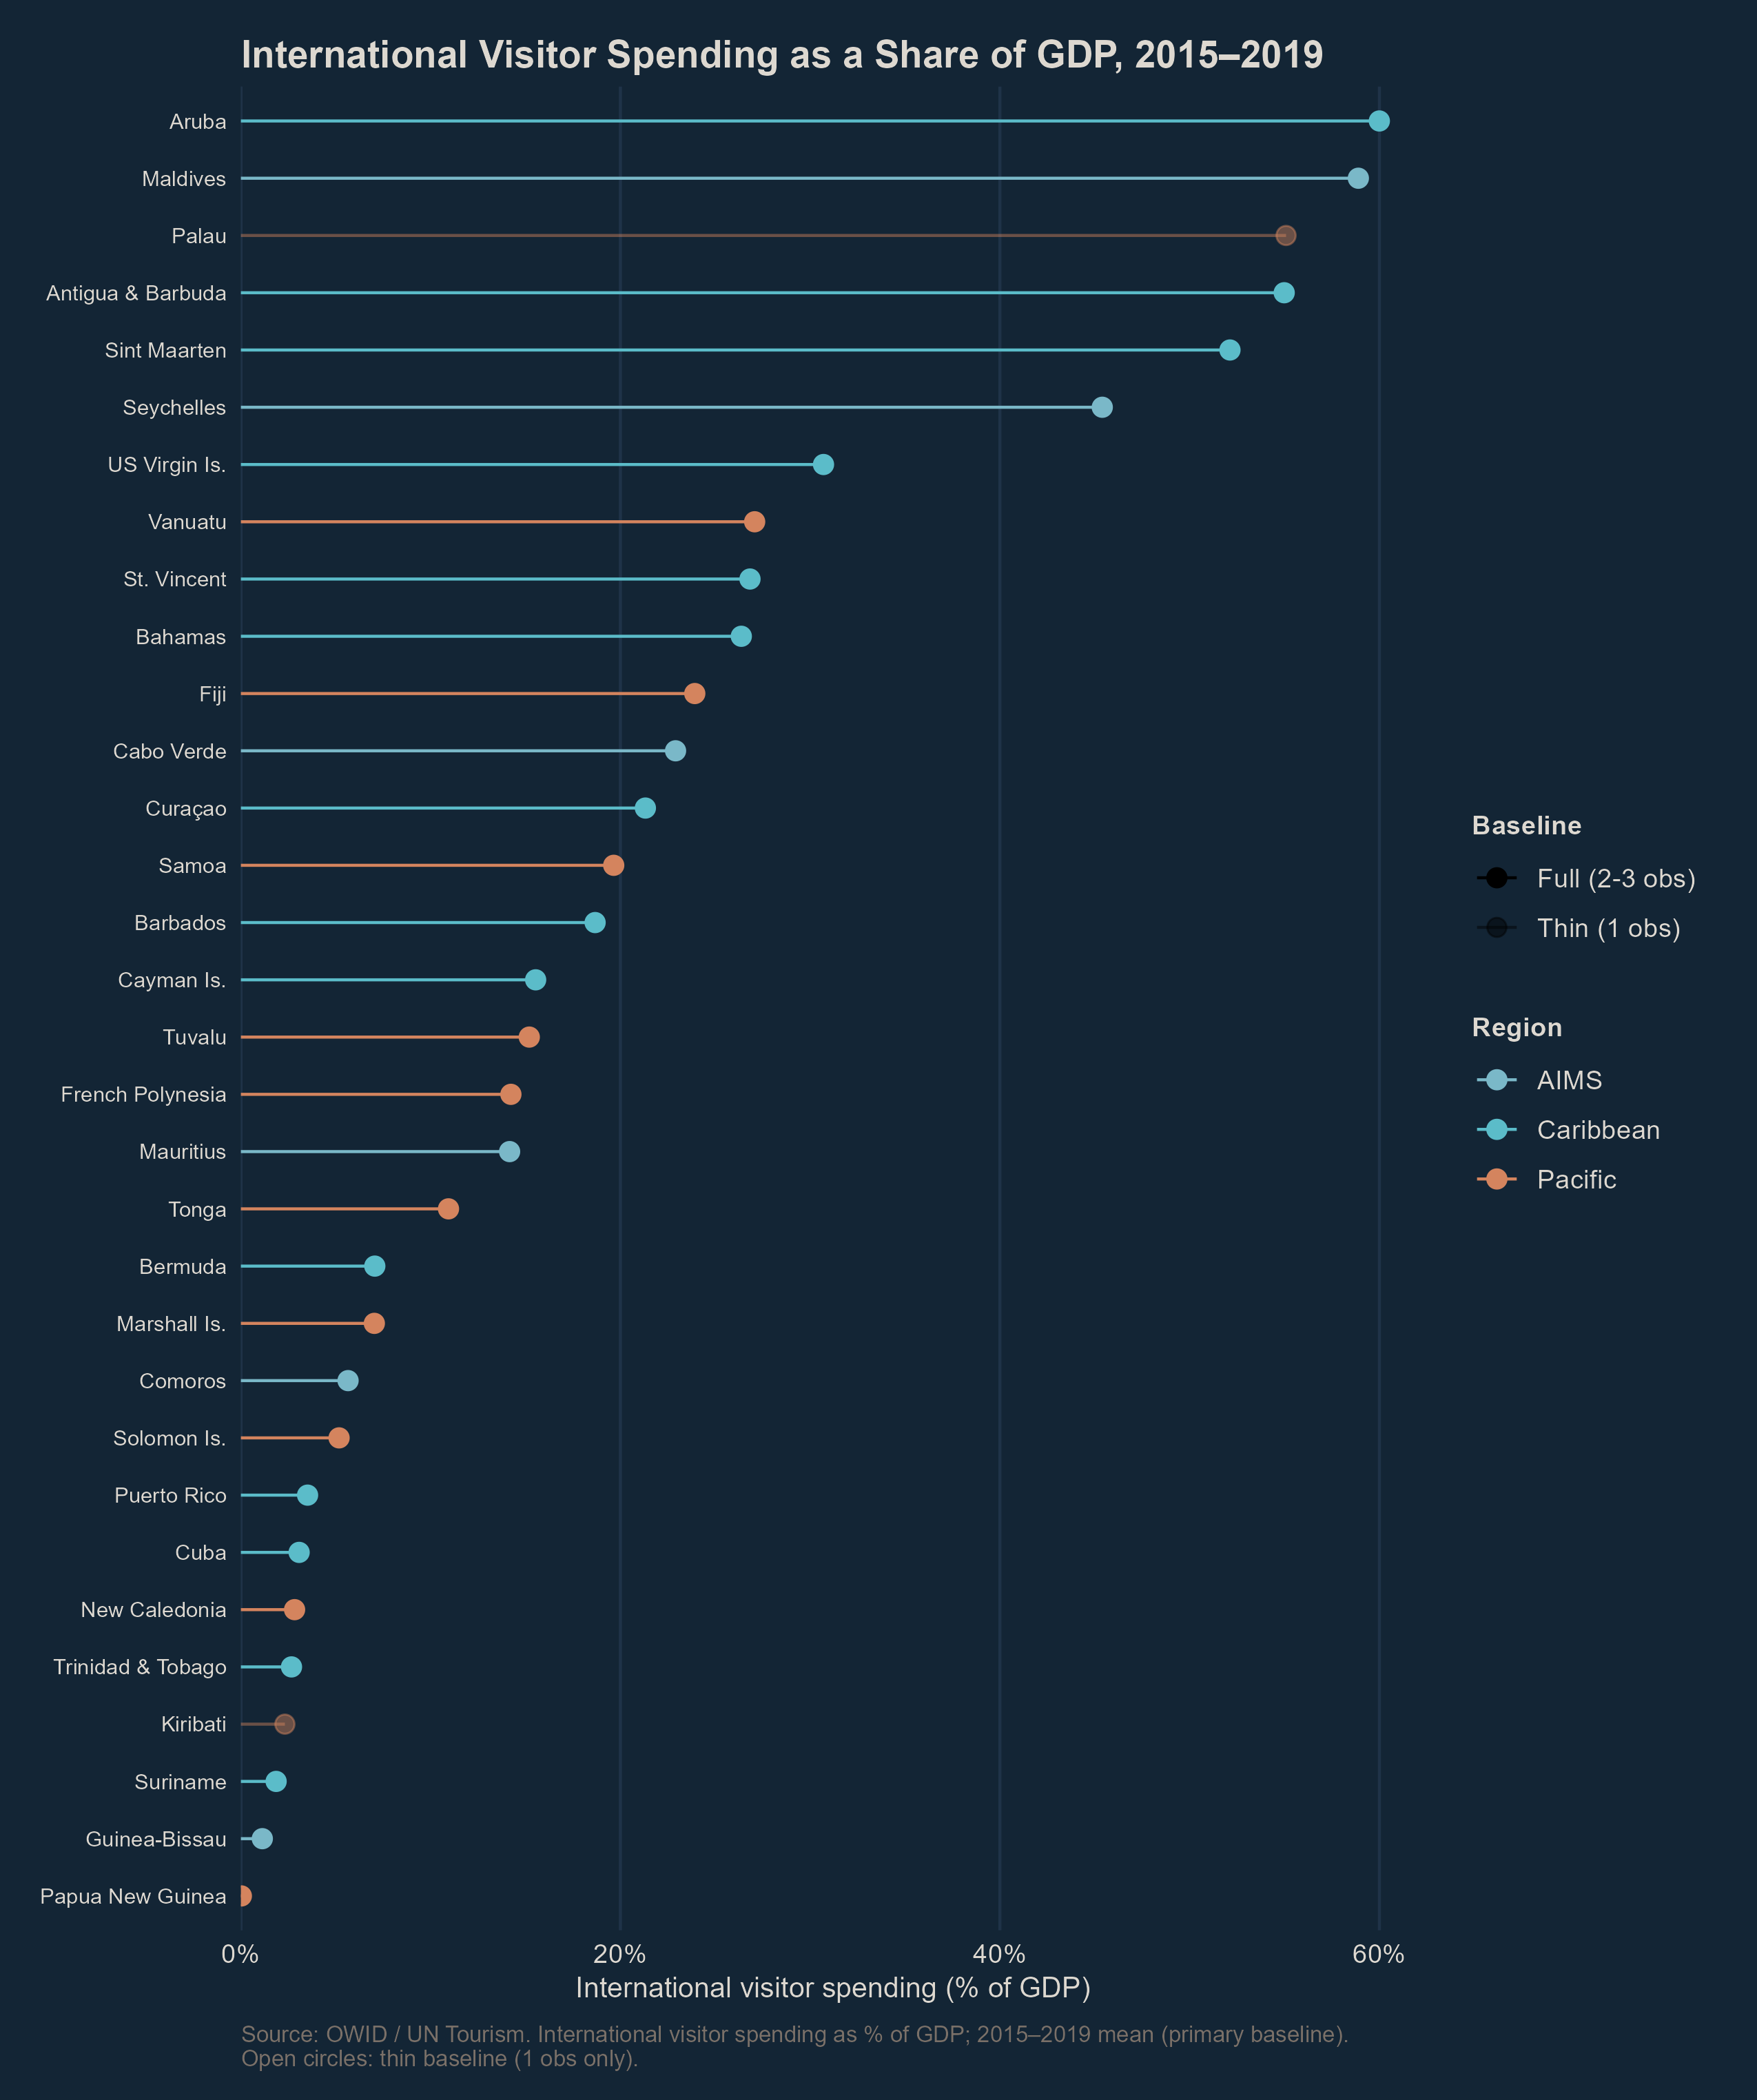 International Visitor Spending as a Share of GDP, 2015–2019
Aruba
Maldives
Palau
Antigua & Barbuda
Sint Maarten
Seychelles
US Virgin Is.
Vanuatu
St. Vincent
Bahamas
Fiji
Cabo Verde
Curaçao
Samoa
Barbados
Cayman Is.
Tuvalu
French Polynesia
Mauritius
Tonga
Bermuda
Marshall Is.
Comoros
Solomon Is.
Puerto Rico
Cuba
New Caledonia
Trinidad & Tobago
Kiribati
Suriname
Guinea-Bissau
Papua New Guinea
0%
20%
40%
60%
International visitor spending (% of GDP)
Baseline
Full (2-3 obs)
Thin (1 obs)
Region
AIMS
Caribbean
Pacific
Source: OWID / UN Tourism. International visitor spending as % of GDP; 2015–2019 mean (primary baseline).
Open circles: thin baseline (1 obs only).